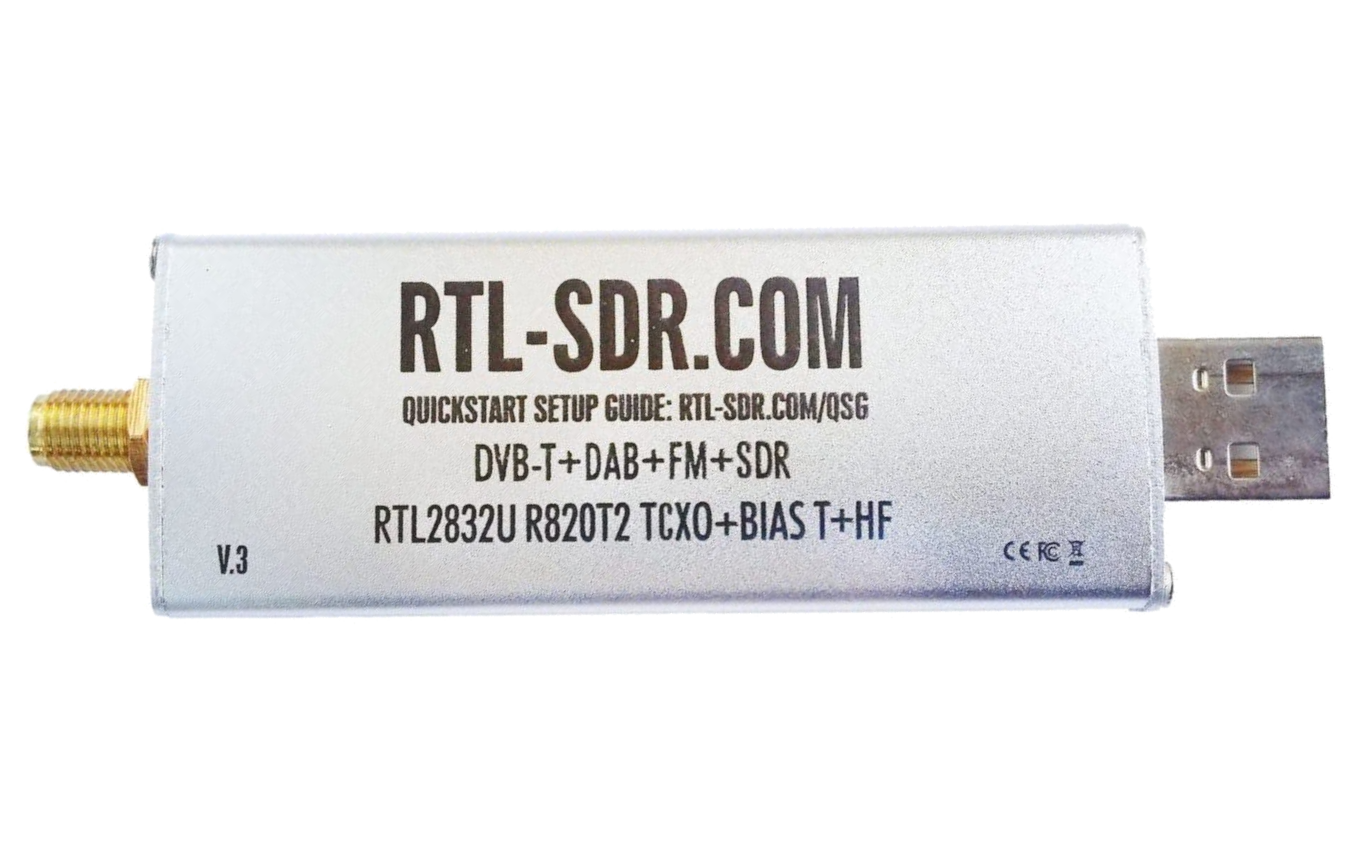 RTL-SDR.COM
QUICKSTART SETUP GUIDE: RTL-SDR.COM/QSG
DVB-T+DAB+FM+SDR
RTL2832U R820T2 TCXO+BIAS T+HF
V.3
CE FC